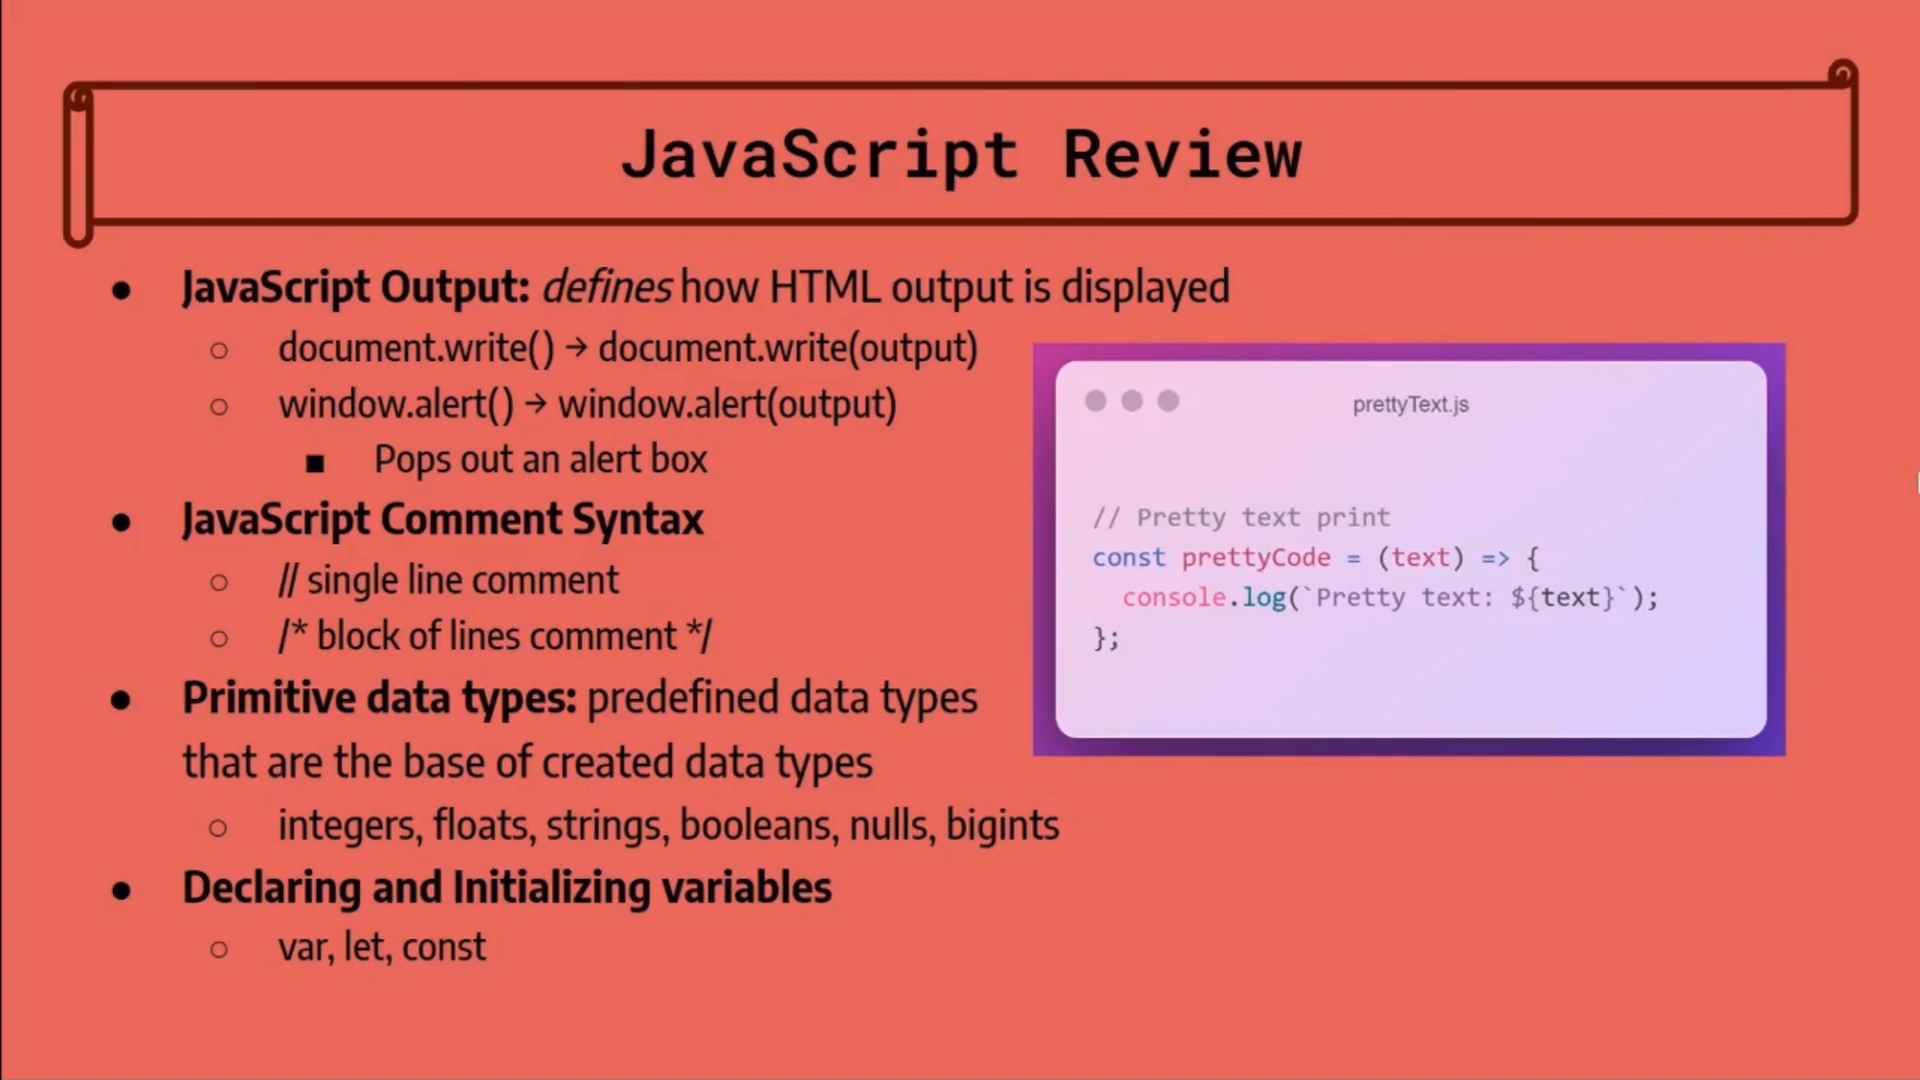 JavaScript Review
● JavaScript Output: defines how HTML output is displayed
○ document.write() → document.write(output)
○ window.alert() → window.alert(output)
■ Pops out an alert box
● JavaScript Comment Syntax
○ // single line comment
○ /* block of lines comment */
● Primitive data types: predefined data types
that are the base of created data types
○ integers, floats, strings, booleans, nulls, bigints
● Declaring and Initializing variables
○ var, let, const
prettyText.js
// Pretty text print
const prettyCode = (text) => {
  console.log(`Pretty text: ${text}`);
};